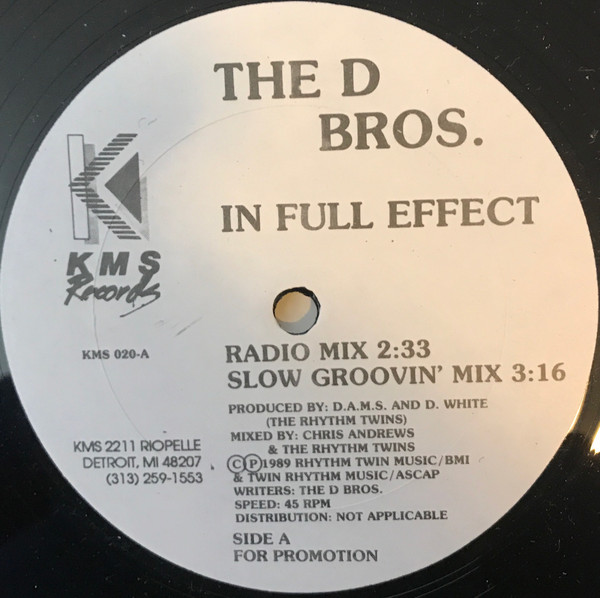 THE D
BROS.
IN FULL EFFECT
K
KMS
Records
KMS 020-A
RADIO MIX 2:33
SLOW GROOVIN' MIX 3:16
PRODUCED BY: D.A.M.S. AND D. WHITE
(THE RHYTHM TWINS)
MIXED BY: CHRIS ANDREWS
& THE RHYTHM TWINS
ⒸⓅ1989 RHYTHM TWIN MUSIC/BMI
& TWIN RHYTHM MUSIC/ASCAP
WRITERS: THE D BROS.
SPEED: 45 RPM
DISTRIBUTION: NOT APPLICABLE
KMS 2211 RIOPELLE
DETROIT, MI 48207
(313) 259-1553
SIDE A
FOR PROMOTION